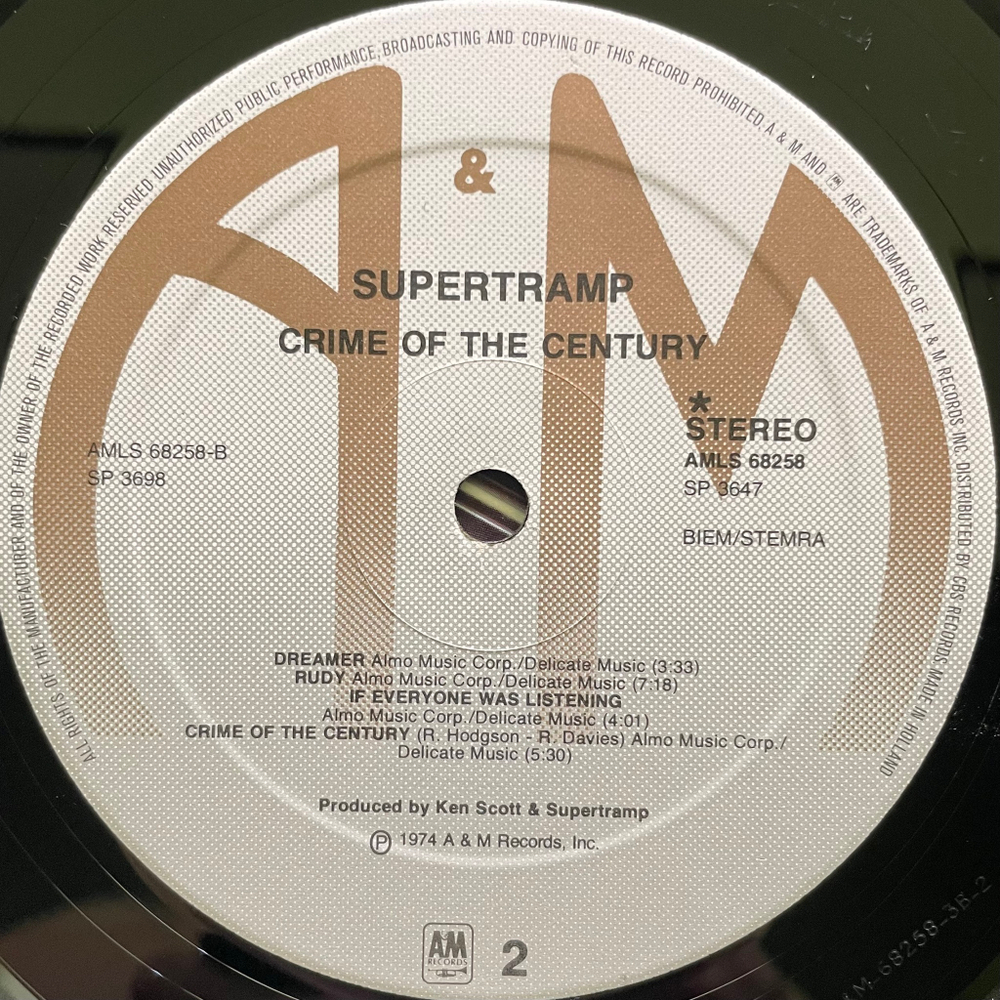 ALL RIGHTS OF THE MANUFACTURER AND OF THE OWNER OF THE RECORDED WORK RESERVED. UNAUTHORIZED PUBLIC PERFORMANCE, BROADCASTING AND COPYING OF THIS RECORD PROHIBITED. A & M AND AM ARE TRADEMARKS OF A & M RECORDS INC. DISTRIBUTED BY CBS RECORDS. MADE IN HOLLAND
A & M
SUPERTRAMP
CRIME OF THE CENTURY
*
STEREO
AMLS 68258-B
AMLS 68258
SP 3698
SP 3647
BIEM/STEMRA
DREAMER Almo Music Corp./Delicate Music (3:33)
RUDY Almo Music Corp./Delicate Music (7:18)
IF EVERYONE WAS LISTENING
Almo Music Corp./Delicate Music (4:01)
CRIME OF THE CENTURY (R. Hodgson - R. Davies) Almo Music Corp./
Delicate Music (5:30)
Produced by Ken Scott & Supertramp
Ⓟ 1974 A & M Records, Inc.
AM
RECORDS
2